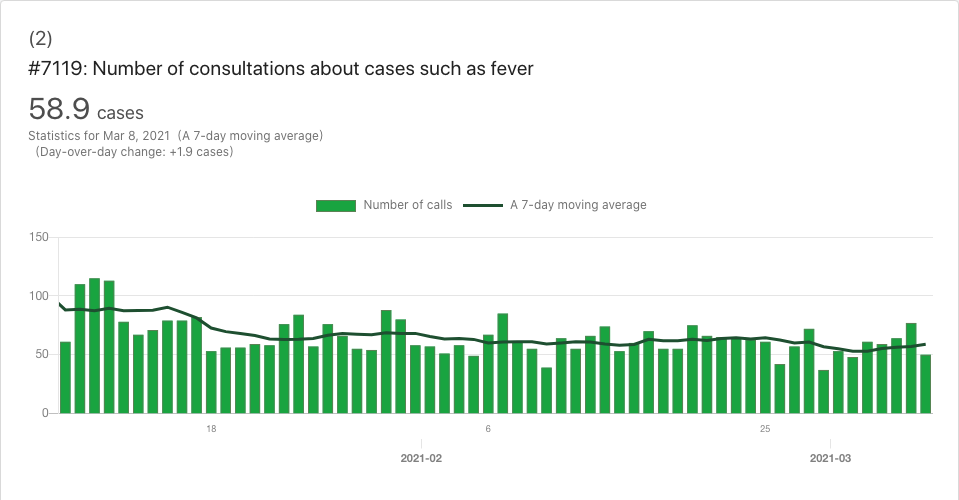 (2)
#7119: Number of consultations about cases such as fever
58.9 cases
Statistics for Mar 8, 2021 (A 7-day moving average)
(Day-over-day change: +1.9 cases)
Number of calls A 7-day moving average
150
100
50
0
18 6 25
2021-02 2021-03